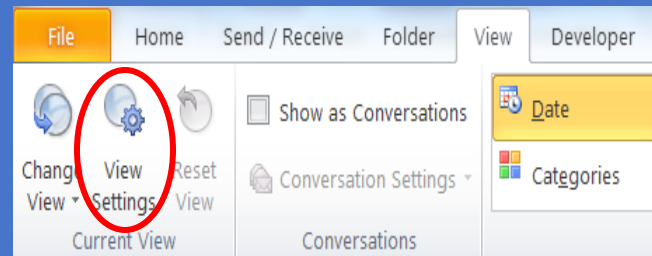 File Home Send / Receive Folder View Developer
Show as Conversations
Date
Change View ▾
View Settings
Reset View
Conversation Settings
Categories
Current View
Conversations